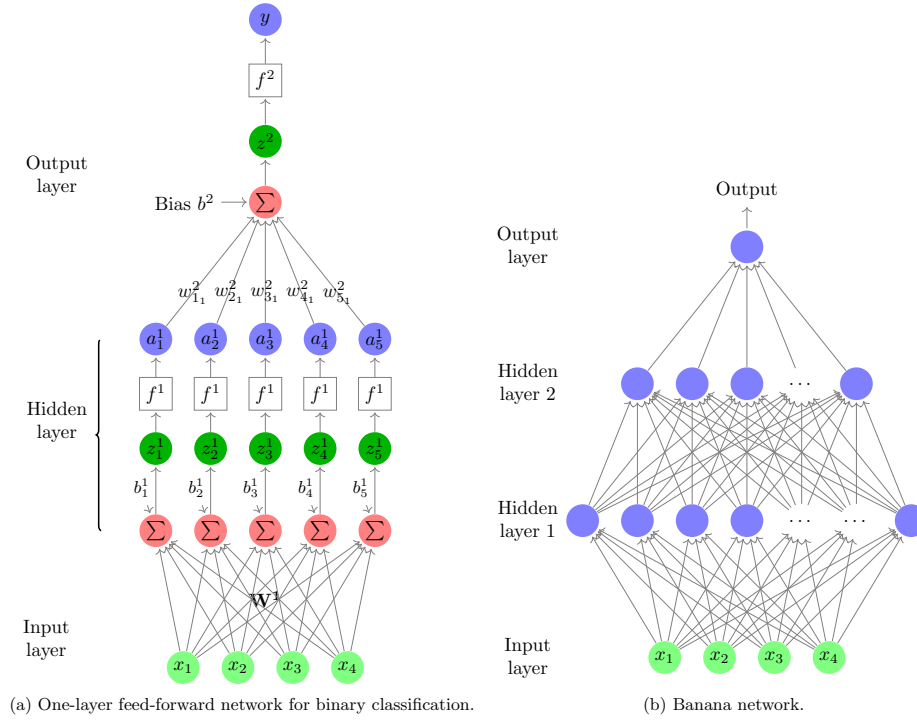 y
f²
z²
Output
layer
Bias b²
∑
w²₁₁ w²₂₁ w²₃₁ w²₄₁ w²₅₁
a¹₁ a¹₂ a¹₃ a¹₄ a¹₅
f¹ f¹ f¹ f¹ f¹
Hidden
layer
z¹₁ z¹₂ z¹₃ z¹₄ z¹₅
b¹₁ b¹₂ b¹₃ b¹₄ b¹₅
∑ ∑ ∑ ∑ ∑
W¹
Input
layer
x₁ x₂ x₃ x₄
(a) One-layer feed-forward network for binary classification.
Output
Output
layer
Hidden
layer 2
...
Hidden
layer 1
... ...
Input
layer
x₁ x₂ x₃ x₄
(b) Banana network.